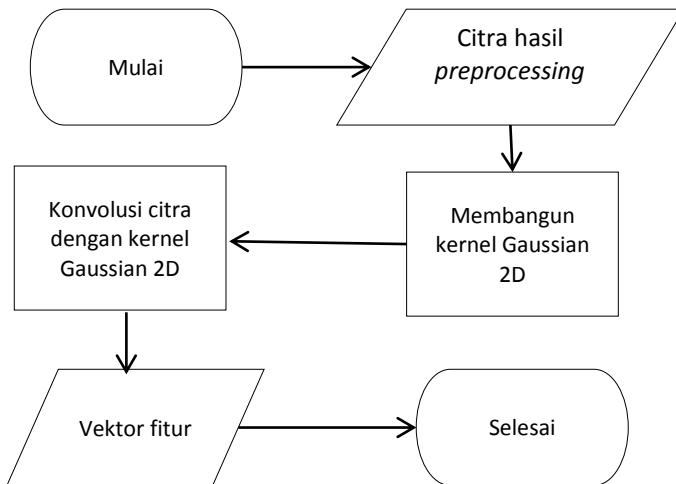 Mulai
Citra hasil
preprocessing
Membangun
kernel Gaussian
2D
Konvolusi citra
dengan kernel
Gaussian 2D
Vektor fitur
Selesai